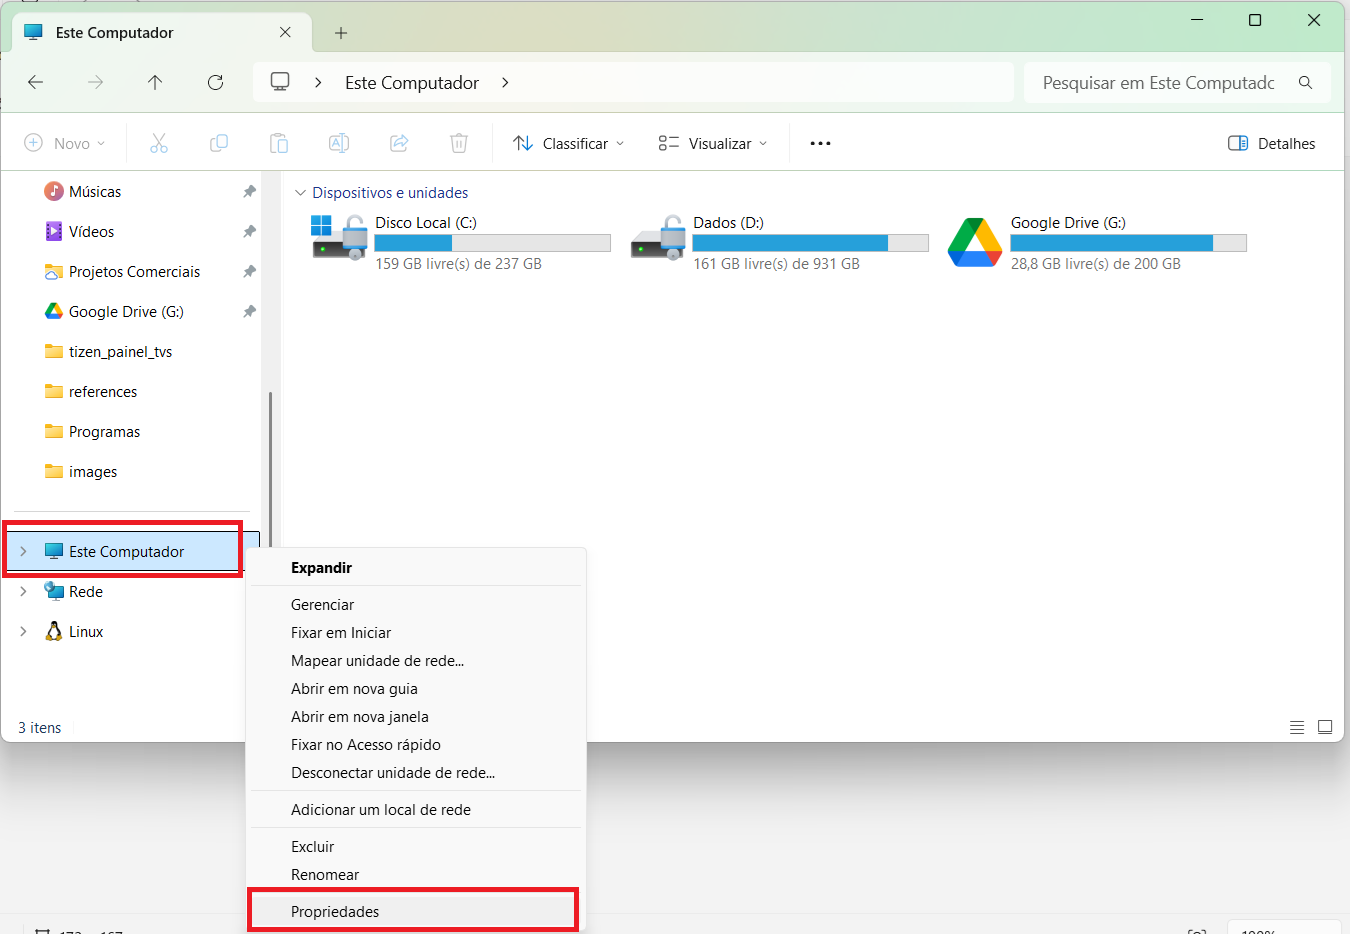 Este Computador
Este Computador
Pesquisar em Este Computadc
Novo
Classificar
Visualizar
Detalhes
Músicas
Vídeos
Projetos Comerciais
Google Drive (G:)
tizen_painel_tvs
references
Programas
images
Este Computador
Rede
Linux
3 itens
Dispositivos e unidades
Disco Local (C:)
159 GB livre(s) de 237 GB
Dados (D:)
161 GB livre(s) de 931 GB
Google Drive (G:)
28,8 GB livre(s) de 200 GB
Expandir
Gerenciar
Fixar em Iniciar
Mapear unidade de rede...
Abrir em nova guia
Abrir em nova janela
Fixar no Acesso rápido
Desconectar unidade de rede...
Adicionar um local de rede
Excluir
Renomear
Propriedades